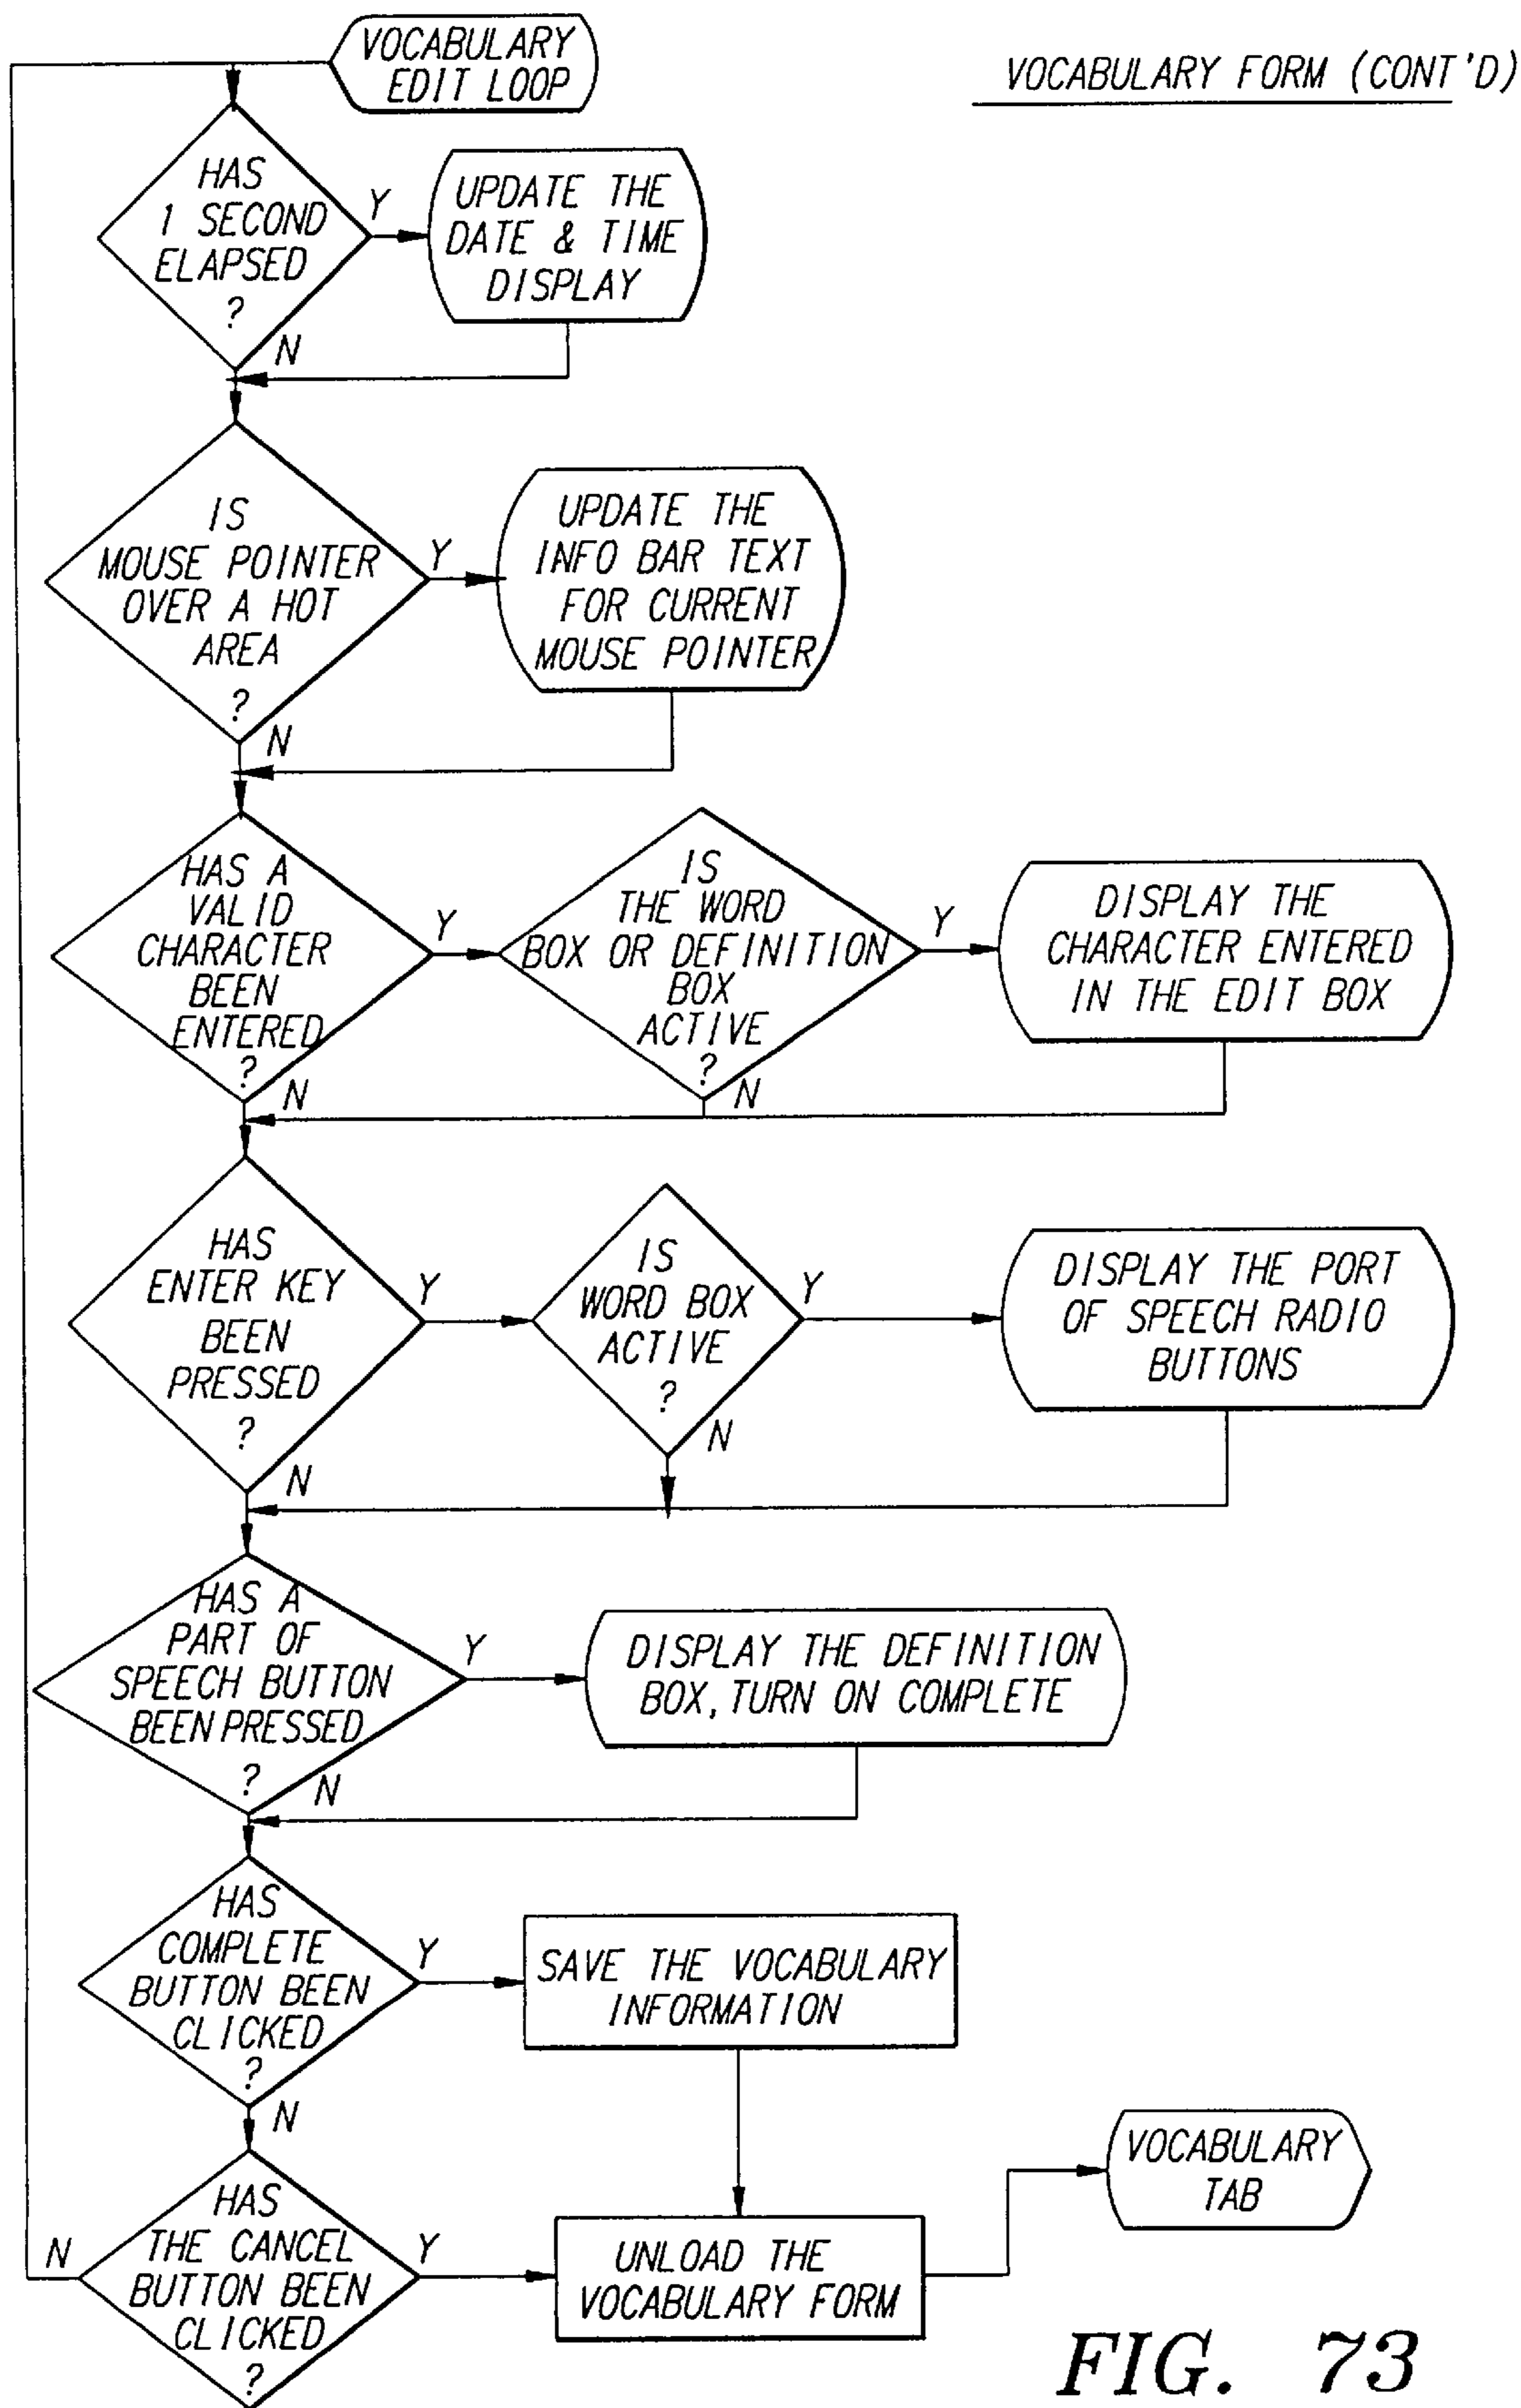 VOCABULARY
EDIT LOOP
VOCABULARY FORM (CONT'D)
HAS
1 SECOND
ELAPSED
?
Y
UPDATE THE
DATE & TIME
DISPLAY
N
IS
MOUSE POINTER
OVER A HOT
AREA
?
Y
UPDATE THE
INFO BAR TEXT
FOR CURRENT
MOUSE POINTER
N
HAS A
VALID
CHARACTER
BEEN
ENTERED
?
Y
IS
THE WORD
BOX OR DEFINITION
BOX
ACTIVE
?
Y
DISPLAY THE
CHARACTER ENTERED
IN THE EDIT BOX
N
N
HAS
ENTER KEY
BEEN
PRESSED
?
Y
IS
WORD BOX
ACTIVE
?
Y
DISPLAY THE PORT
OF SPEECH RADIO
BUTTONS
N
N
HAS A
PART OF
SPEECH BUTTON
BEEN PRESSED
?
Y
DISPLAY THE DEFINITION
BOX, TURN ON COMPLETE
N
HAS
COMPLETE
BUTTON BEEN
CLICKED
?
Y
SAVE THE VOCABULARY
INFORMATION
N
HAS
THE CANCEL
BUTTON BEEN
CLICKED
?
N
Y
UNLOAD THE
VOCABULARY FORM
VOCABULARY
TAB
FIG. 73